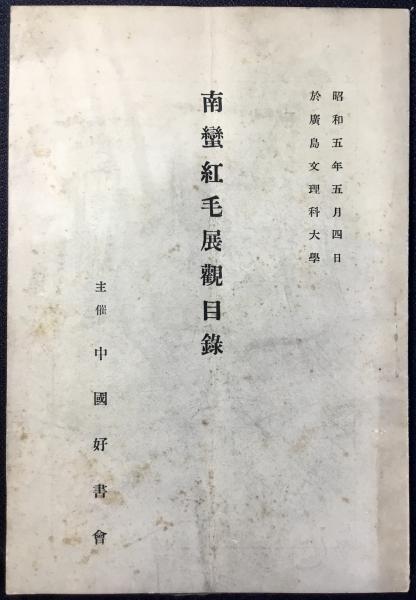 昭和五年五月四日
於廣島文理科大學
南蠻紅毛展觀目錄
主催 中國好書會